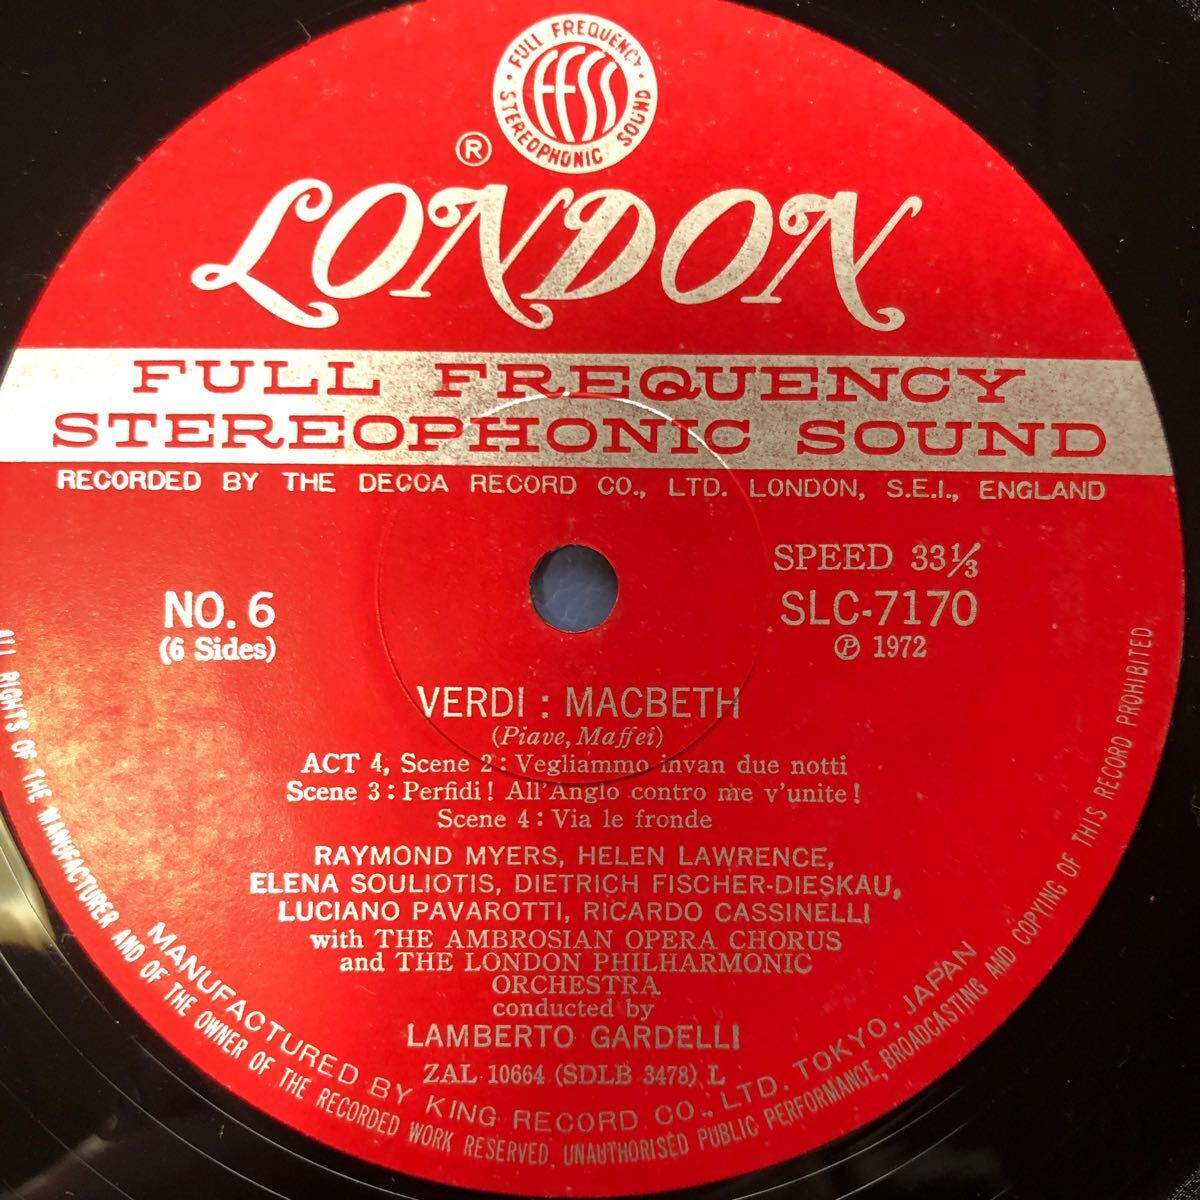 FULL FREQUENCY
FFSS
STEREOPHONIC SOUND
®
LONDON
FULL FREQUENCY
STEREOPHONIC SOUND
RECORDED BY THE DECCA RECORD CO., LTD. LONDON, S.E.I., ENGLAND
SPEED 33⅓
NO. 6
SLC-7170
(6 Sides)
℗ 1972
VERDI : MACBETH
(Piave, Maffei)
ACT 4, Scene 2 : Vegliammo invan due notti
Scene 3 : Perfidi! All'Anglo contro me v'unite!
Scene 4 : Via le fronde
RAYMOND MYERS, HELEN LAWRENCE,
ELENA SOULIOTIS, DIETRICH FISCHER-DIESKAU,
LUCIANO PAVAROTTI, RICARDO CASSINELLI
with THE AMBROSIAN OPERA CHORUS
and THE LONDON PHILHARMONIC
ORCHESTRA
conducted by
LAMBERTO GARDELLI
ZAL 10664 (SDLB 3478) L
MANUFACTURED BY KING RECORD CO., LTD. TOKYO, JAPAN
ALL RIGHTS OF THE MANUFACTURER AND OF THE OWNER OF THE RECORDED WORK RESERVED. UNAUTHORISED PUBLIC PERFORMANCE, BROADCASTING AND COPYING OF THIS RECORD PROHIBITED